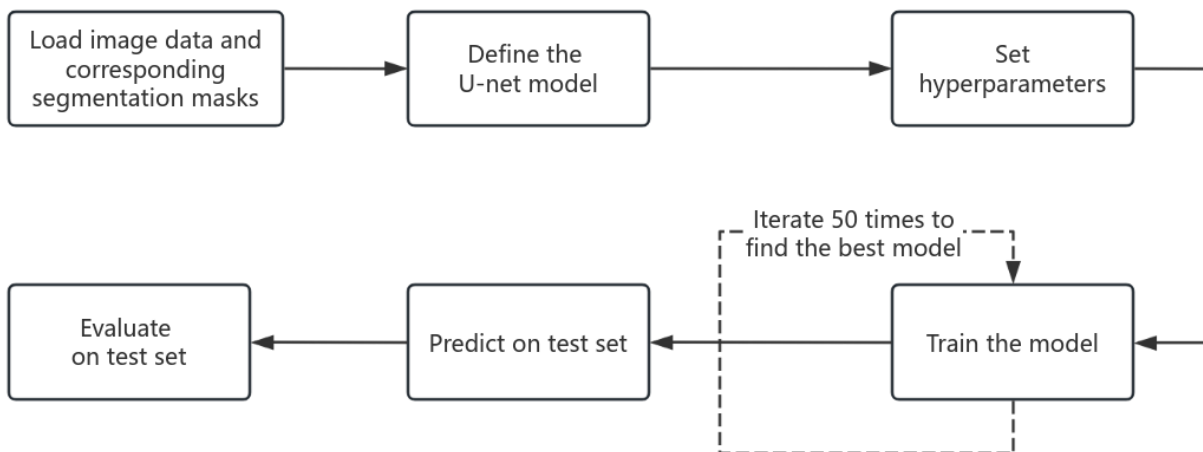 Load image data and
corresponding
segmentation masks
Define the
U-net model
Set
hyperparameters
Iterate 50 times to
find the best model
Train the model
Predict on test set
Evaluate
on test set